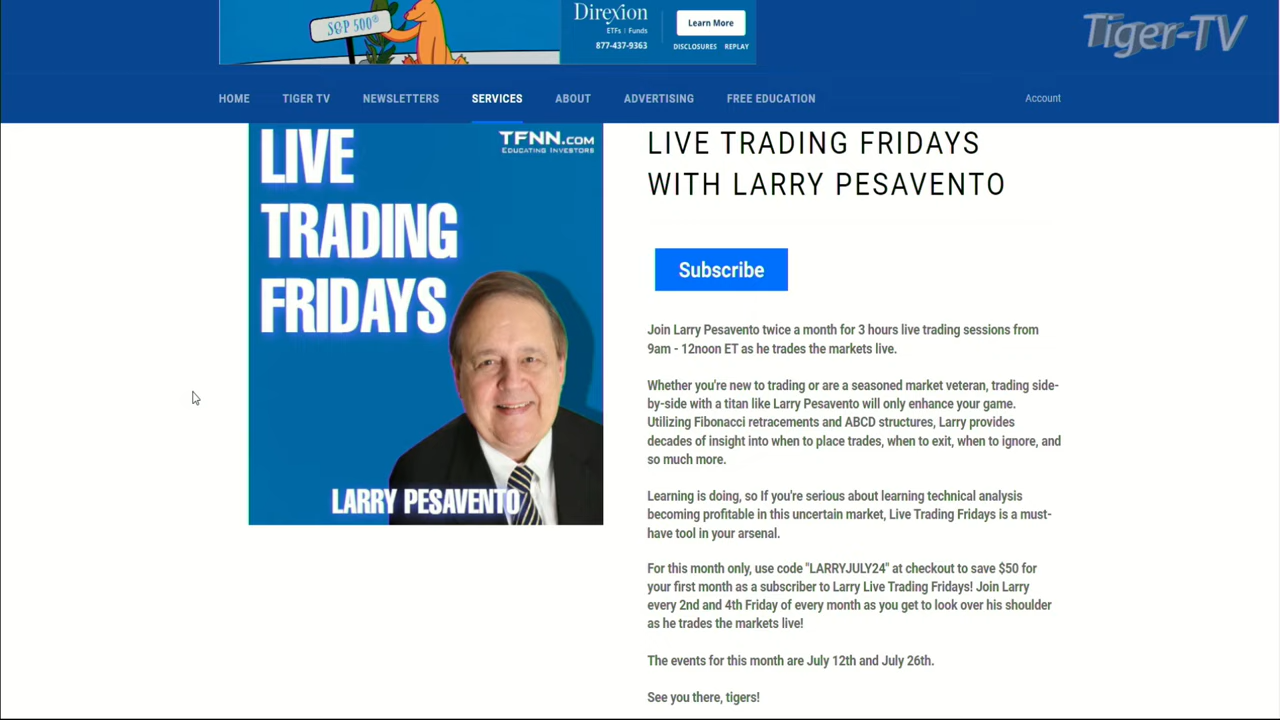 S&P 500®
Direxion
ETFs | Funds
877-437-9363
Learn More
DISCLOSURES REPLAY
Tiger-TV
HOME TIGER TV NEWSLETTERS SERVICES ABOUT ADVERTISING FREE EDUCATION Account
LIVE
TRADING
FRIDAYS
TFNN.COM
EDUCATING INVESTORS
LARRY PESAVENTO
LIVE TRADING FRIDAYS
WITH LARRY PESAVENTO
Subscribe
Join Larry Pesavento twice a month for 3 hours live trading sessions from
9am - 12noon ET as he trades the markets live.
Whether you're new to trading or are a seasoned market veteran, trading side-
by-side with a titan like Larry Pesavento will only enhance your game.
Utilizing Fibonacci retracements and ABCD structures, Larry provides
decades of insight into when to place trades, when to exit, when to ignore, and
so much more.
Learning is doing, so If you're serious about learning technical analysis
becoming profitable in this uncertain market, Live Trading Fridays is a must-
have tool in your arsenal.
For this month only, use code "LARRYJULY24" at checkout to save $50 for
your first month as a subscriber to Larry Live Trading Fridays! Join Larry
every 2nd and 4th Friday of every month as you get to look over his shoulder
as he trades the markets live!
The events for this month are July 12th and July 26th.
See you there, tigers!